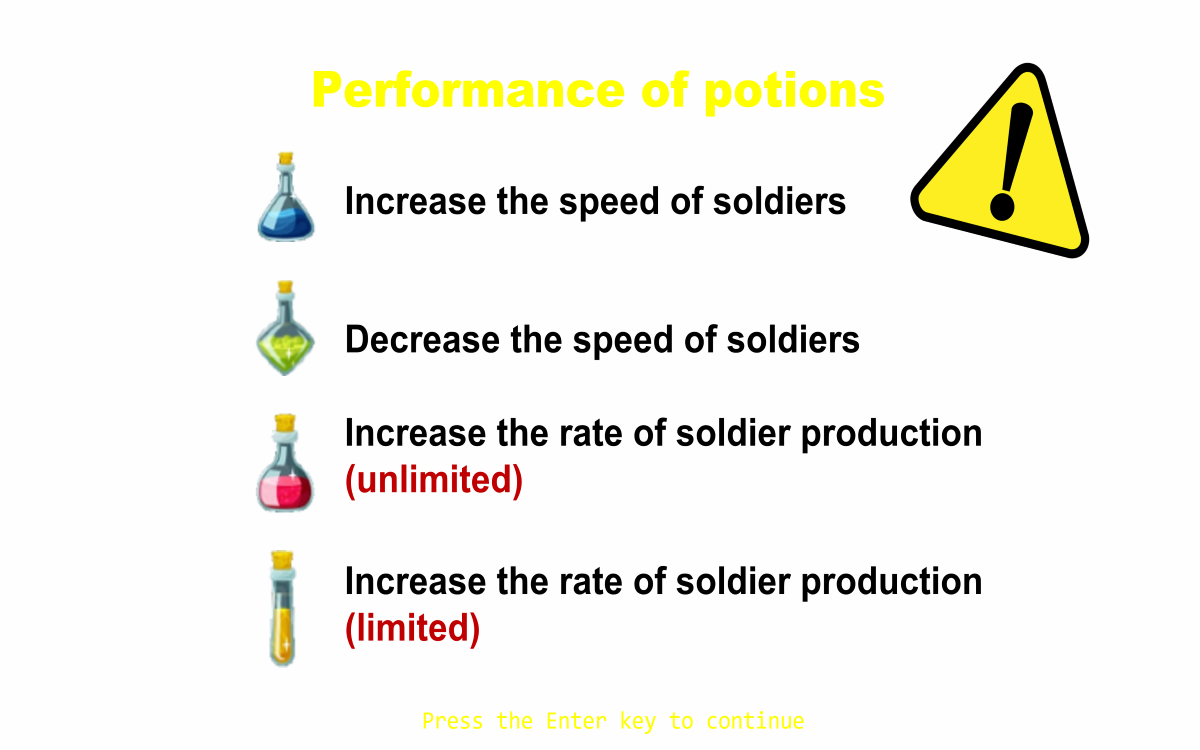 Performance of potions
Increase the speed of soldiers
Decrease the speed of soldiers
Increase the rate of soldier production
(unlimited)
Increase the rate of soldier production
(limited)
Press the Enter key to continue